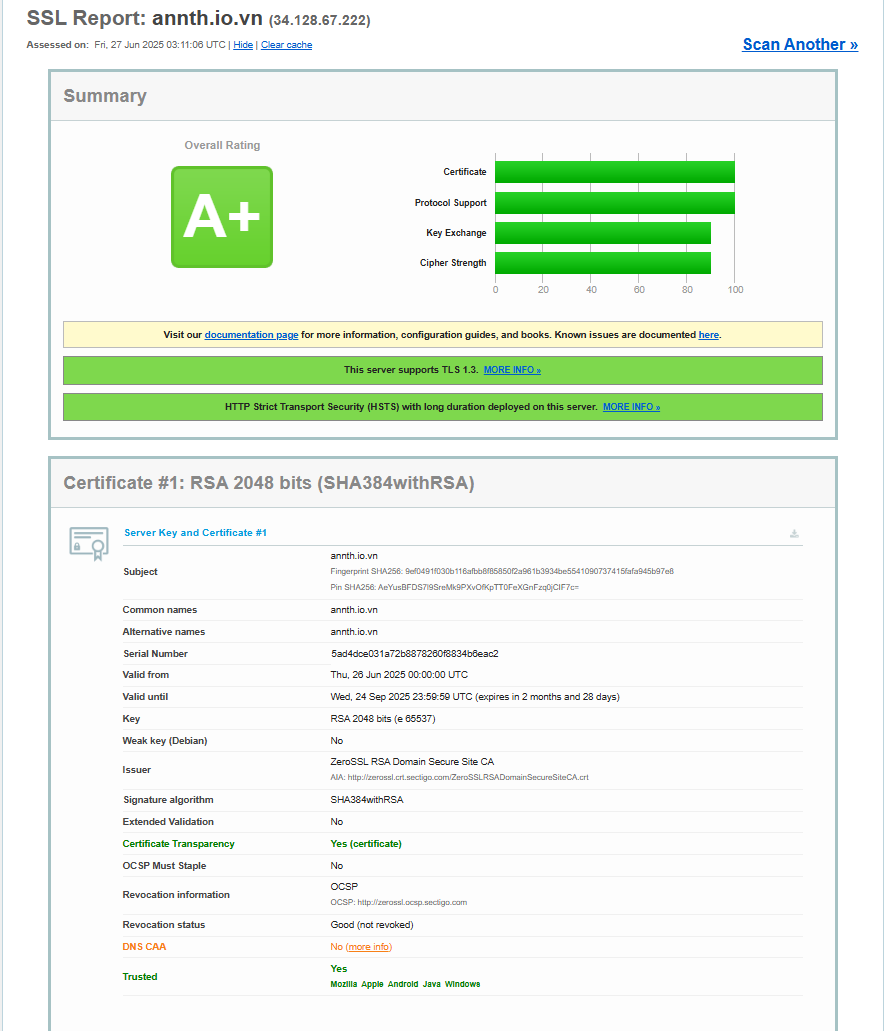 SSL Report: annth.io.vn (34.128.67.222)
Assessed on: Fri, 27 Jun 2025 03:11:06 UTC | Hide | Clear cache
Scan Another »
Summary
Overall Rating
A+
Certificate
Protocol Support
Key Exchange
Cipher Strength
0 20 40 60 80 100
Visit our documentation page for more information, configuration guides, and books. Known issues are documented here.
This server supports TLS 1.3. MORE INFO »
HTTP Strict Transport Security (HSTS) with long duration deployed on this server. MORE INFO »
Certificate #1: RSA 2048 bits (SHA384withRSA)
Server Key and Certificate #1
Subject
annth.io.vn
Fingerprint SHA256: 9ef0491f030b116afbb8f85850f2a961b3934be5541090737415fafa945b97e8
Pin SHA256: AeYusBFDS7l9SreMk9PXvOfKpTT0FeXGnFzq0jCIF7c=
Common names annth.io.vn
Alternative names annth.io.vn
Serial Number 5ad4dce031a72b8878260f8834b6eac2
Valid from Thu, 26 Jun 2025 00:00:00 UTC
Valid until Wed, 24 Sep 2025 23:59:59 UTC (expires in 2 months and 28 days)
Key RSA 2048 bits (e 65537)
Weak key (Debian) No
Issuer
ZeroSSL RSA Domain Secure Site CA
AIA: http://zerossl.crt.sectigo.com/ZeroSSLRSADomainSecureSiteCA.crt
Signature algorithm SHA384withRSA
Extended Validation No
Certificate Transparency Yes (certificate)
OCSP Must Staple No
Revocation information
OCSP
OCSP: http://zerossl.ocsp.sectigo.com
Revocation status Good (not revoked)
DNS CAA No (more info)
Trusted
Yes
Mozilla Apple Android Java Windows